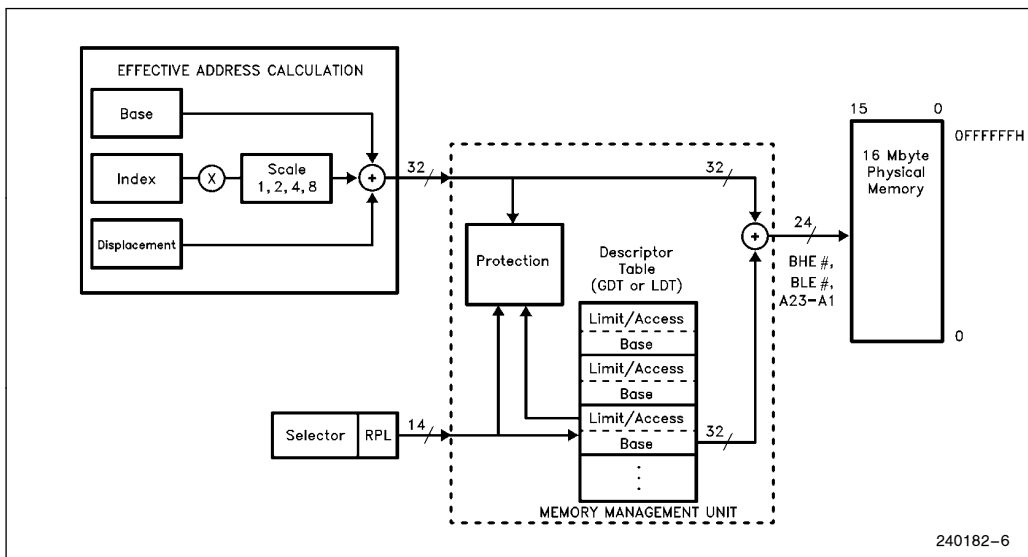 EFFECTIVE ADDRESS CALCULATION
Base
Index
X
Scale
1, 2, 4, 8
+
Displacement
32
32
Protection
Descriptor
Table
(GDT or LDT)
Limit/Access
Base
Limit/Access
Base
Limit/Access
Base
32
+
24
BHE #,
BLE #,
A23-A1
15 0
0FFFFFFH
16 Mbyte
Physical
Memory
0
Selector RPL
14
MEMORY MANAGEMENT UNIT
240182-6